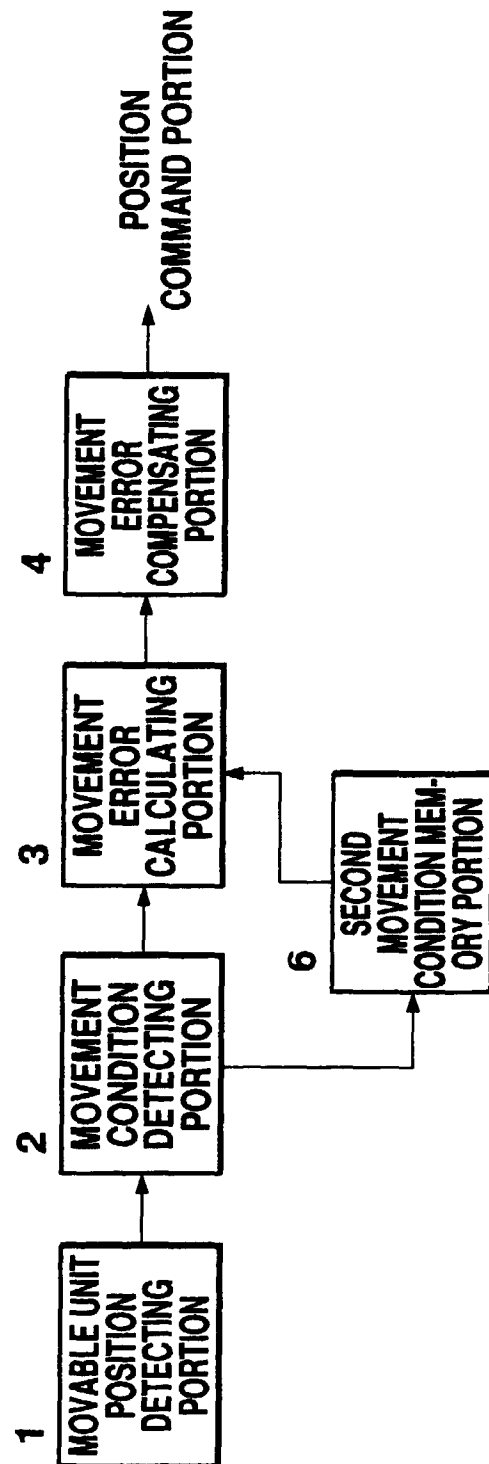 1
MOVABLE UNIT
POSITION
DETECTING
PORTION
2
MOVEMENT
CONDITION
DETECTING
PORTION
3
MOVEMENT
ERROR
CALCULATING
PORTION
4
MOVEMENT
ERROR
COMPENSATING
PORTION
POSITION
COMMAND PORTION
6
SECOND
MOVEMENT
CONDITION MEM-
ORY PORTION